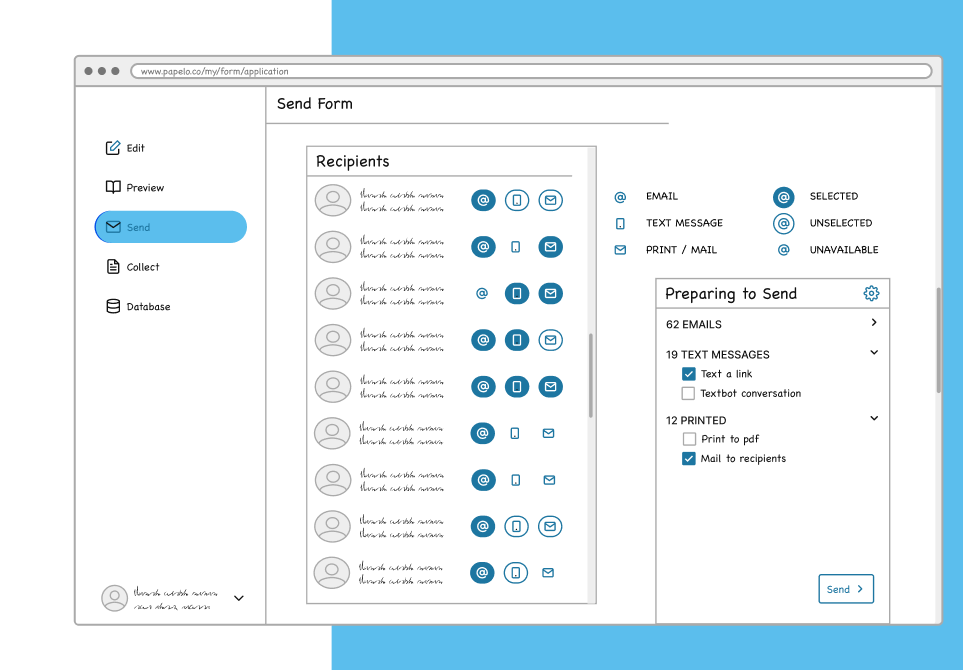 www.papelo.co/my/form/application
Send Form
Edit
Preview
Send
Collect
Database
Recipients
EMAIL
SELECTED
TEXT MESSAGE
UNSELECTED
PRINT / MAIL
UNAVAILABLE
Preparing to Send
62 EMAILS
19 TEXT MESSAGES
Text a link
Textbot conversation
12 PRINTED
Print to pdf
Mail to recipients
Send